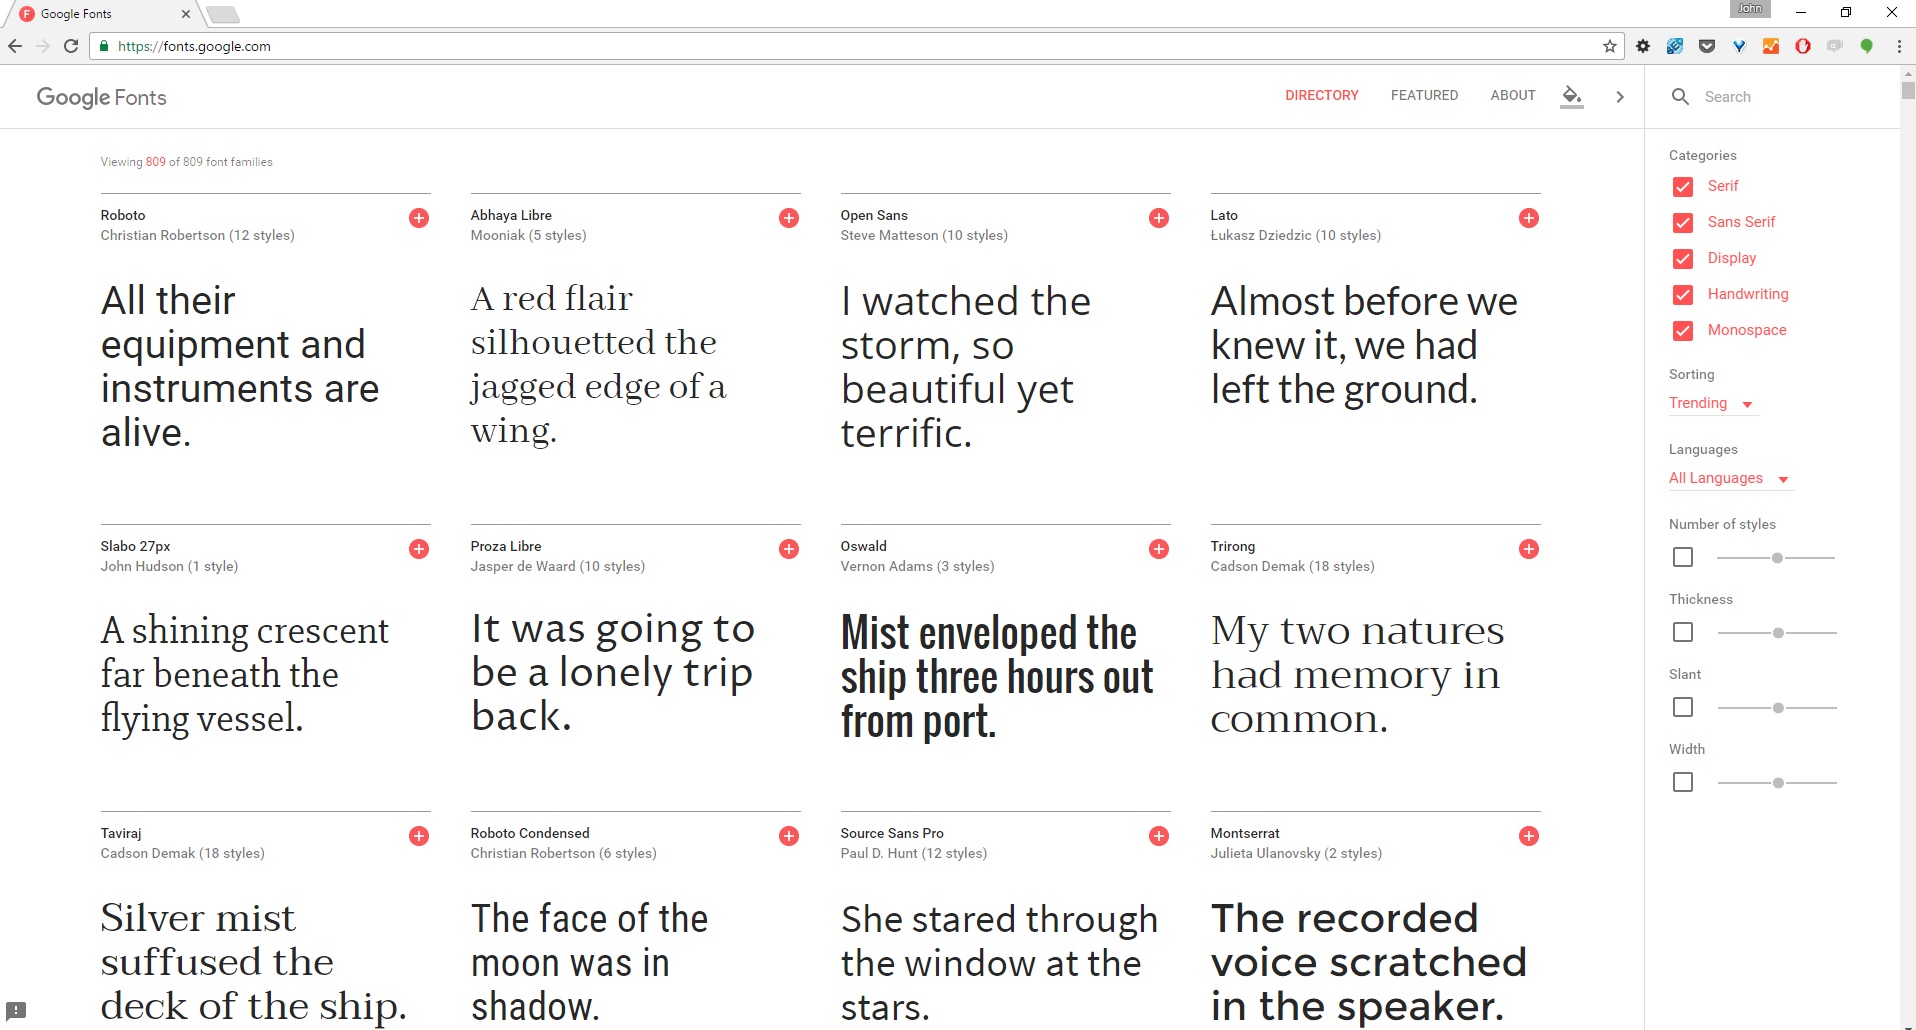 Google Fonts
John
https://fonts.google.com
Google Fonts
DIRECTORY
FEATURED
ABOUT
Search
Viewing 809 of 809 font families
Roboto
Christian Robertson (12 styles)
All their
equipment and
instruments are
alive.
Abhaya Libre
Mooniak (5 styles)
A red flair
silhouetted the
jagged edge of a
wing.
Open Sans
Steve Matteson (10 styles)
I watched the
storm, so
beautiful yet
terrific.
Lato
Łukasz Dziedzic (10 styles)
Almost before we
knew it, we had
left the ground.
Slabo 27px
John Hudson (1 style)
A shining crescent
far beneath the
flying vessel.
Proza Libre
Jasper de Waard (10 styles)
It was going to
be a lonely trip
back.
Oswald
Vernon Adams (3 styles)
Mist enveloped the
ship three hours out
from port.
Trirong
Cadson Demak (18 styles)
My two natures
had memory in
common.
Taviraj
Cadson Demak (18 styles)
Silver mist
suffused the
deck of the ship.
Roboto Condensed
Christian Robertson (6 styles)
The face of the
moon was in
shadow.
Source Sans Pro
Paul D. Hunt (12 styles)
She stared through
the window at the
stars.
Montserrat
Julieta Ulanovsky (2 styles)
The recorded
voice scratched
in the speaker.
Categories
Serif
Sans Serif
Display
Handwriting
Monospace
Sorting
Trending
Languages
All Languages
Number of styles
Thickness
Slant
Width